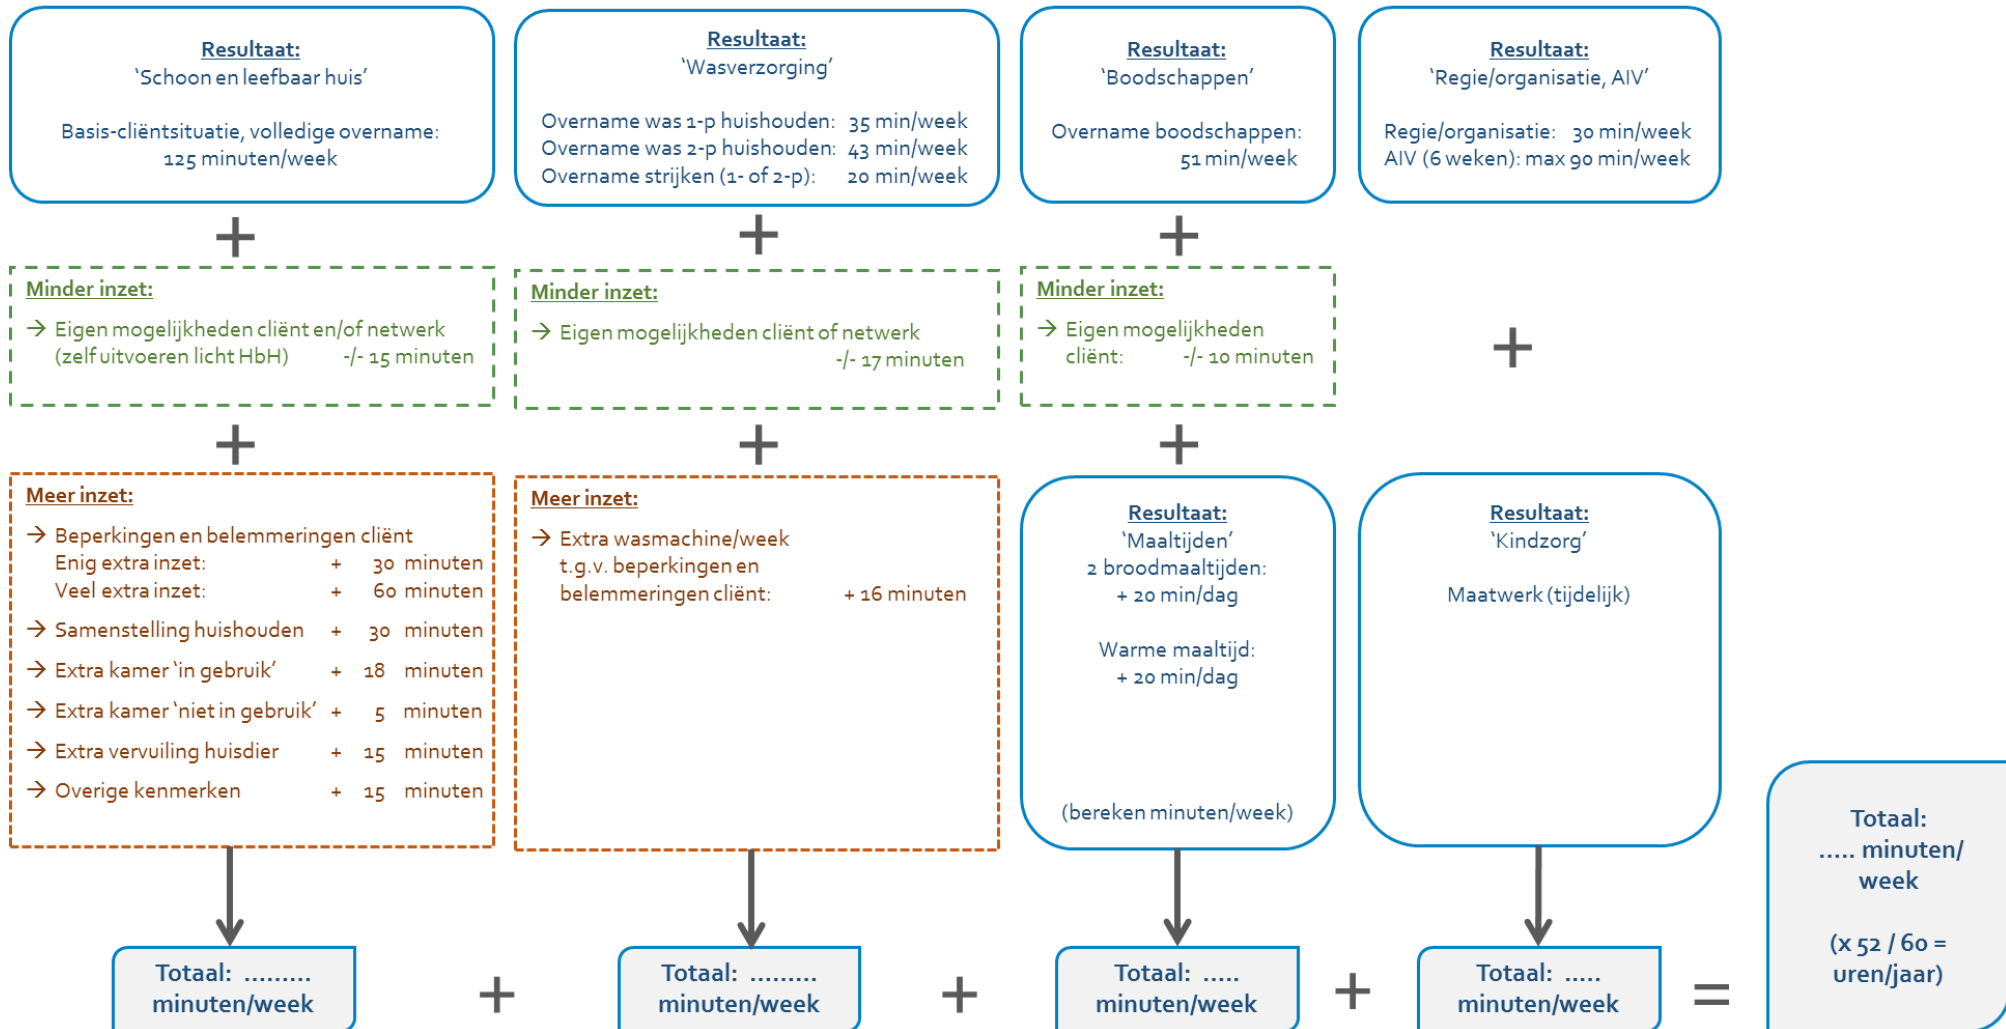 Resultaat:
‘Schoon en leefbaar huis’
Basis-cliëntsituatie, volledige overname:
125 minuten/week
Resultaat:
‘Wasverzorging’
Overname was 1-p huishouden: 35 min/week
Overname was 2-p huishouden: 43 min/week
Overname strijken (1- of 2-p): 20 min/week
Resultaat:
‘Boodschappen’
Overname boodschappen:
51 min/week
Resultaat:
‘Regie/organisatie, AIV’
Regie/organisatie: 30 min/week
AIV (6 weken): max 90 min/week
+
+
+
Minder inzet:
→ Eigen mogelijkheden cliënt en/of netwerk
(zelf uitvoeren licht HbH) -/- 15 minuten
Minder inzet:
→ Eigen mogelijkheden cliënt of netwerk
-/- 17 minuten
Minder inzet:
→ Eigen mogelijkheden
cliënt: -/- 10 minuten
+
+
+
+
Meer inzet:
→ Beperkingen en belemmeringen cliënt
Enig extra inzet: + 30 minuten
Veel extra inzet: + 60 minuten
→ Samenstelling huishouden + 30 minuten
→ Extra kamer ‘in gebruik’ + 18 minuten
→ Extra kamer ‘niet in gebruik’ + 5 minuten
→ Extra vervuiling huisdier + 15 minuten
→ Overige kenmerken + 15 minuten
Meer inzet:
→ Extra wasmachine/week
t.g.v. beperkingen en
belemmeringen cliënt: + 16 minuten
Resultaat:
‘Maaltijden’
2 broodmaaltijden:
+ 20 min/dag
Warme maaltijd:
+ 20 min/dag
(bereken minuten/week)
Resultaat:
‘Kindzorg’
Maatwerk (tijdelijk)
Totaal: .........
minuten/week
+
Totaal: .........
minuten/week
+
Totaal: .....
minuten/week
+
Totaal: .....
minuten/week
=
Totaal:
..... minuten/
week
(x 52 / 60 =
uren/jaar)